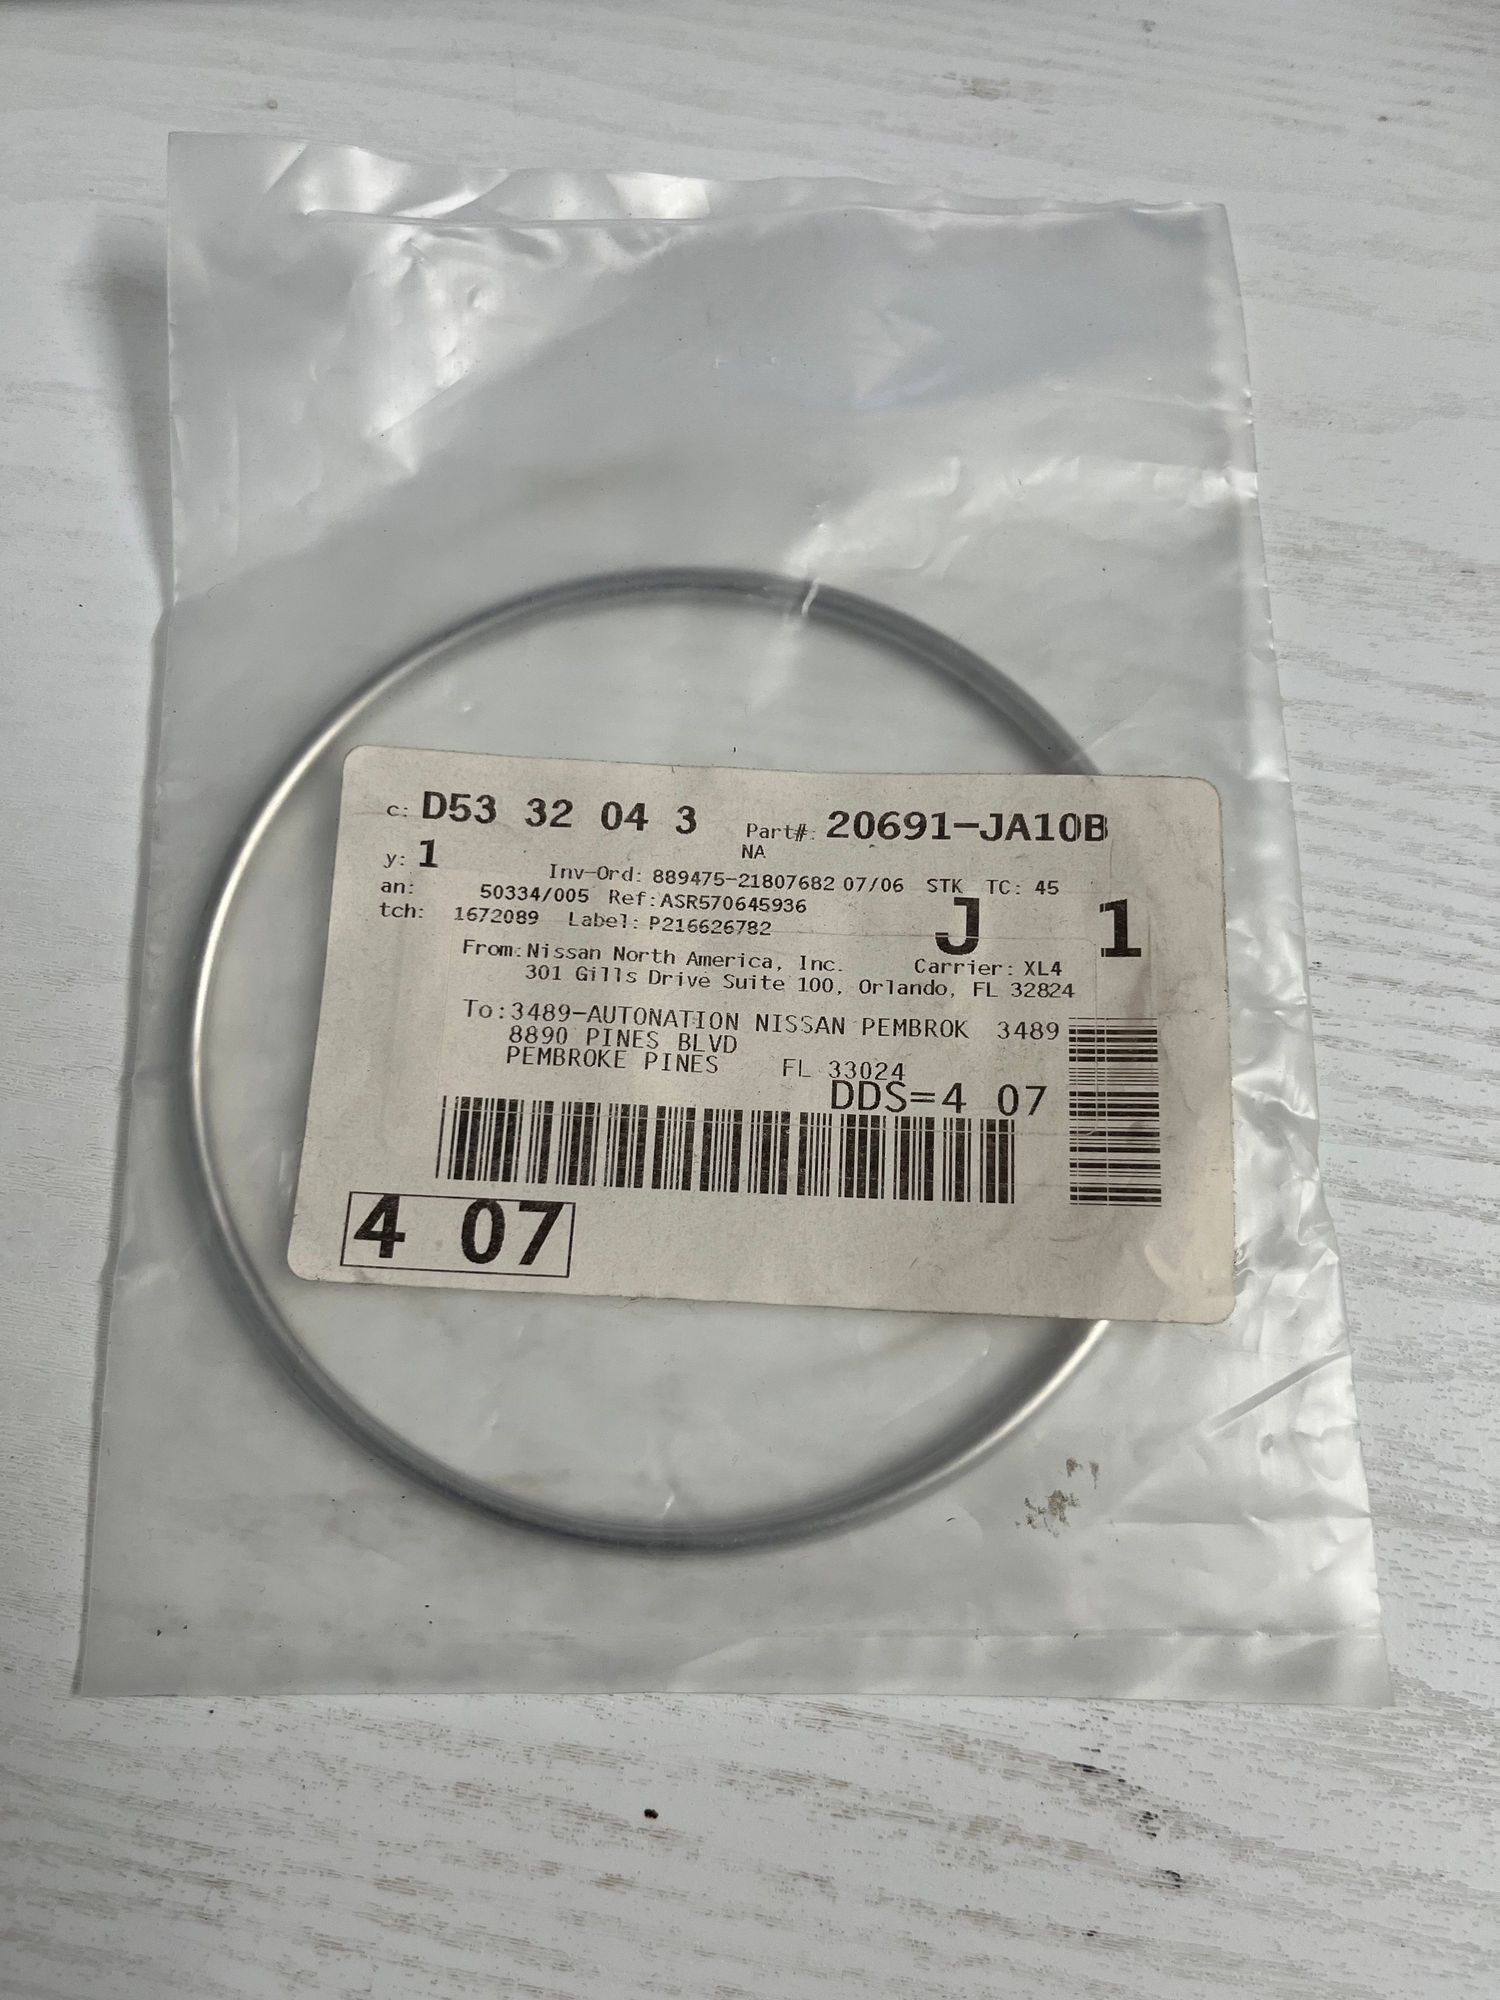 c: D53 32 04 3 Part#: 20691-JA10B
y: 1 NA
Inv-Ord: 889475-21807682 07/06 STK TC: 45
an: 50334/005 Ref:ASR570645936
tch: 1672089 Label: P216626782 J 1
From: Nissan North America, Inc. Carrier: XL4
301 Gills Drive Suite 100, Orlando, FL 32824
To:3489-AUTONATION NISSAN PEMBROK 3489
8890 PINES BLVD
PEMBROKE PINES FL 33024
DDS=4 07
4 07